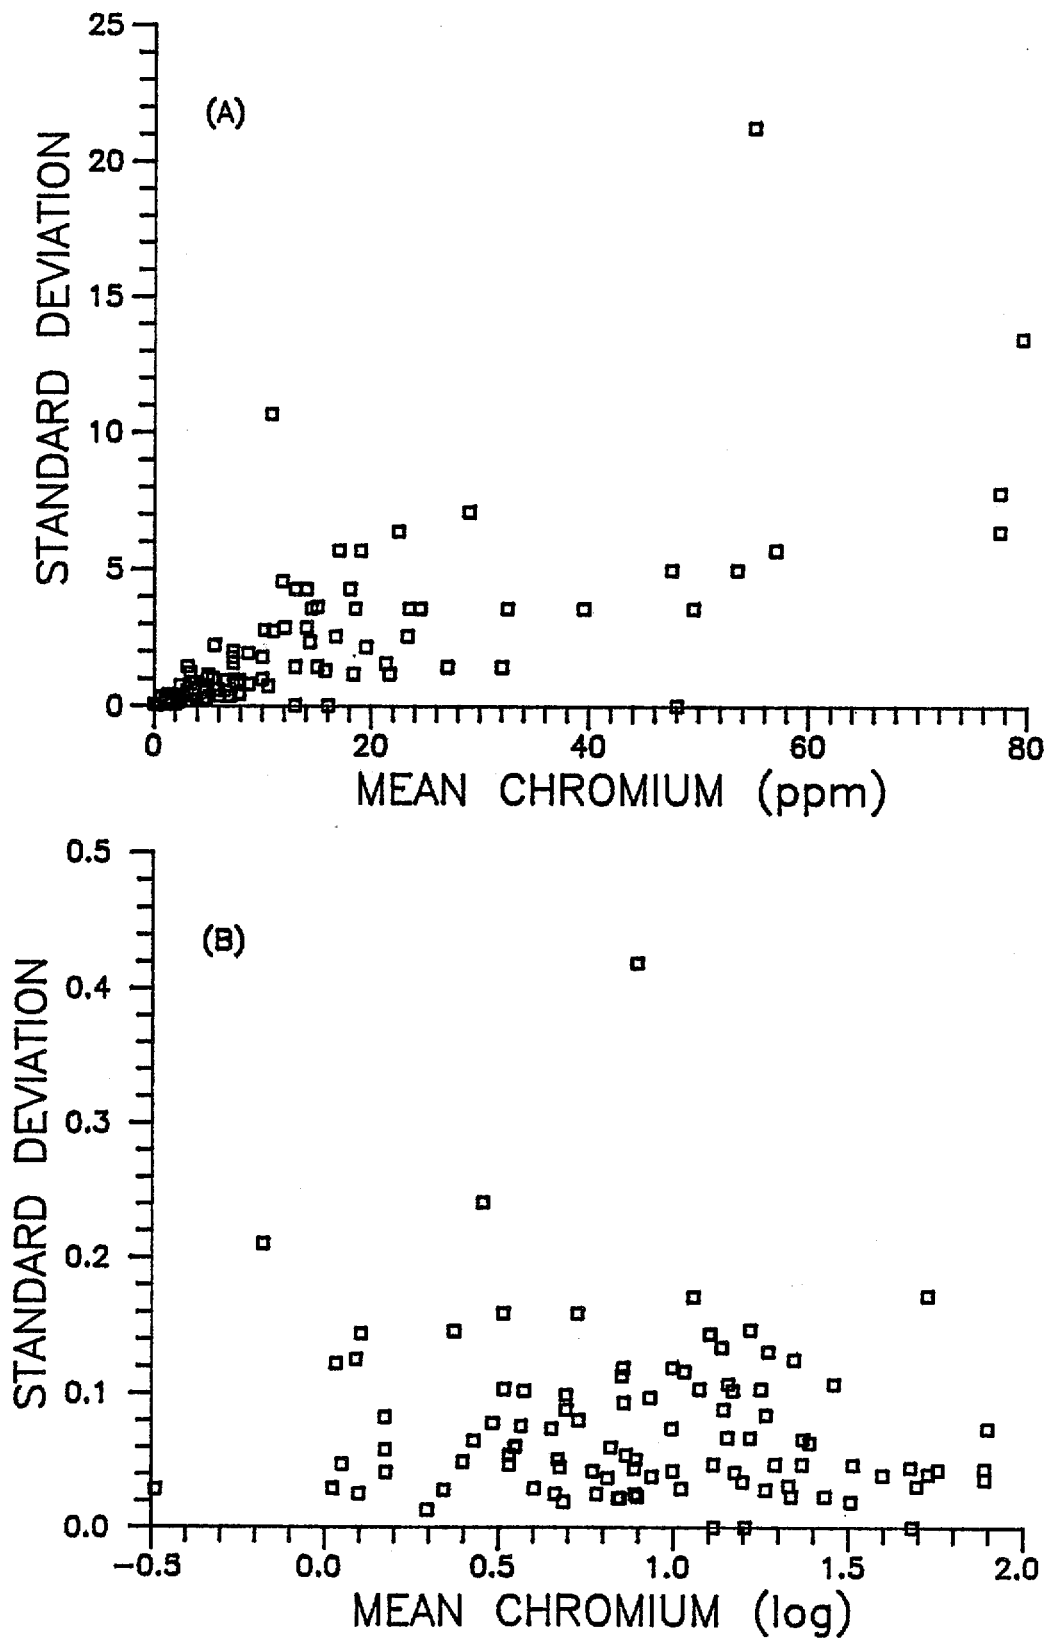 25
(A)
20
15
10
5
0
STANDARD DEVIATION
0 20 40 60 80
MEAN CHROMIUM (ppm)
0.5
(B)
0.4
0.3
0.2
0.1
0.0
STANDARD DEVIATION
-0.5 0.0 0.5 1.0 1.5 2.0
MEAN CHROMIUM (log)